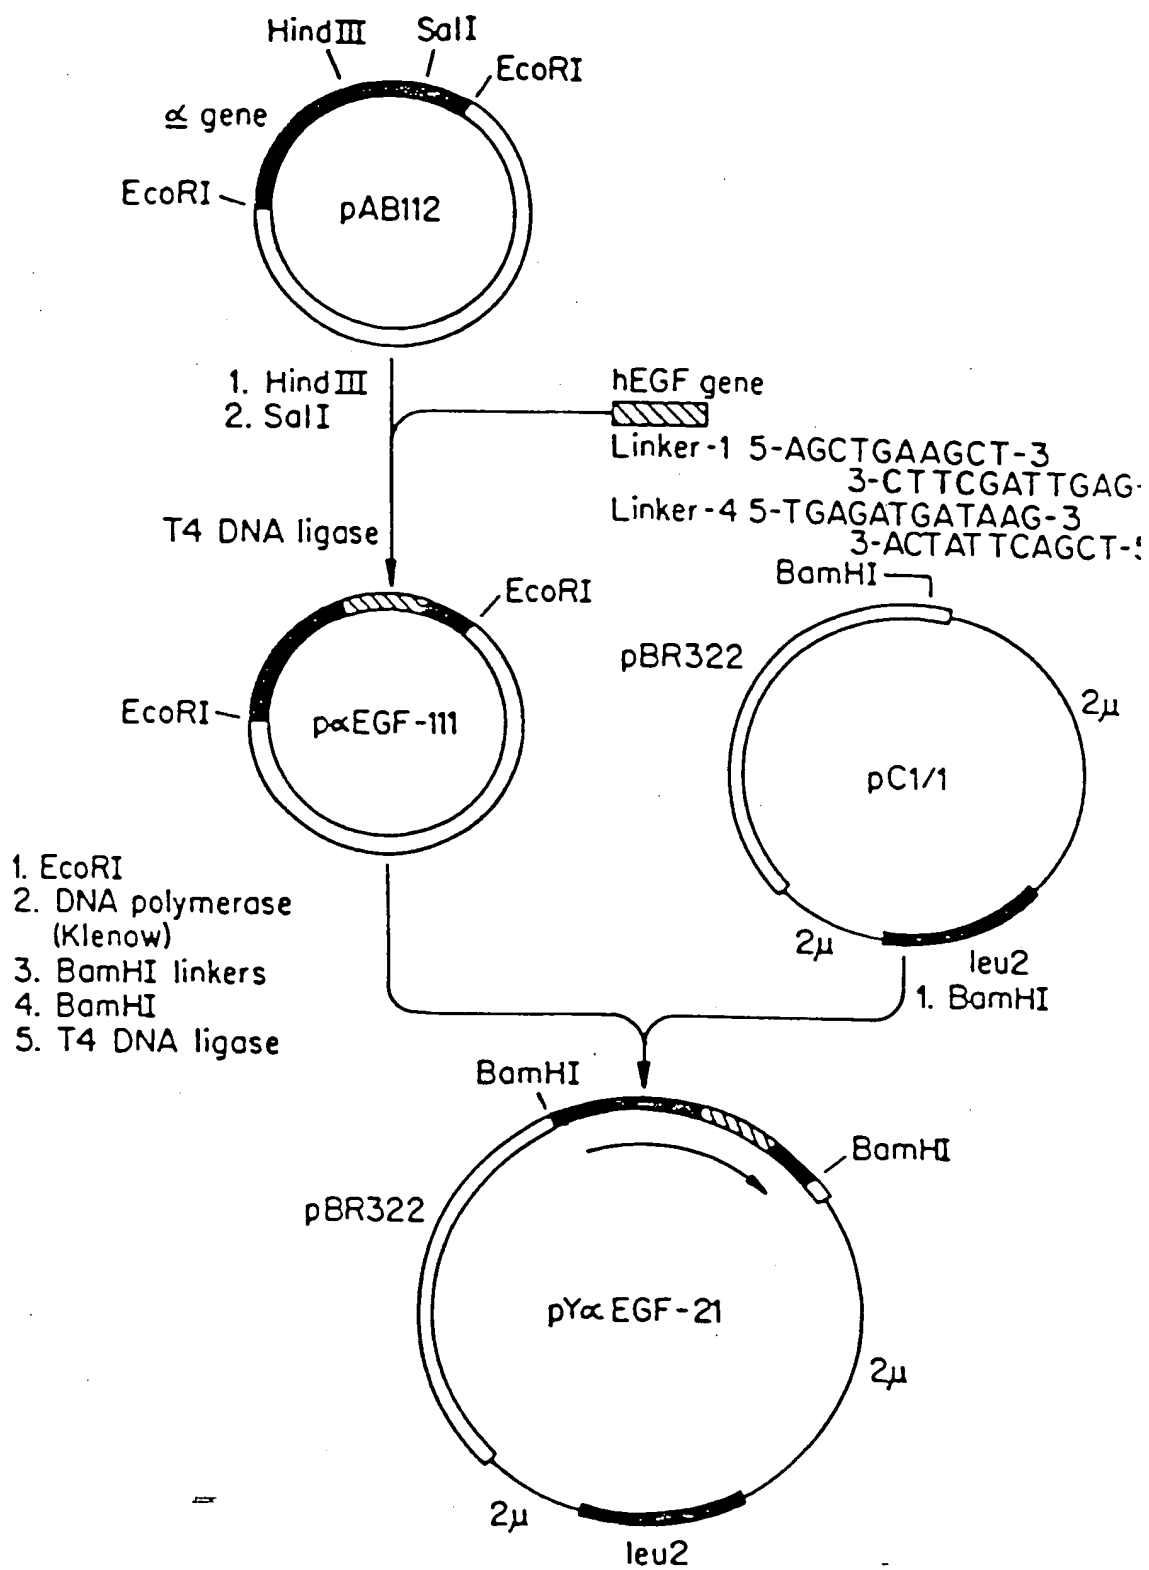 HindIII SalI
EcoRI
α gene
EcoRI
pAB112
1. HindIII
2. SalI
hEGF gene
Linker-1 5-AGCTGAAGCT-3
3-CTTCGATTGAG-
Linker-4 5-TGAGATGATAAG-3
3-ACTATTCAGCT-5
T4 DNA ligase
BamHI
EcoRI
pBR322
2μ
EcoRI
pαEGF-111
pC1/1
1. EcoRI
2. DNA polymerase
(Klenow)
3. BamHI linkers
4. BamHI
5. T4 DNA ligase
2μ
leu2
1. BamHI
BamHI
BamHI
pBR322
pYαEGF-21
2μ
2μ
leu2